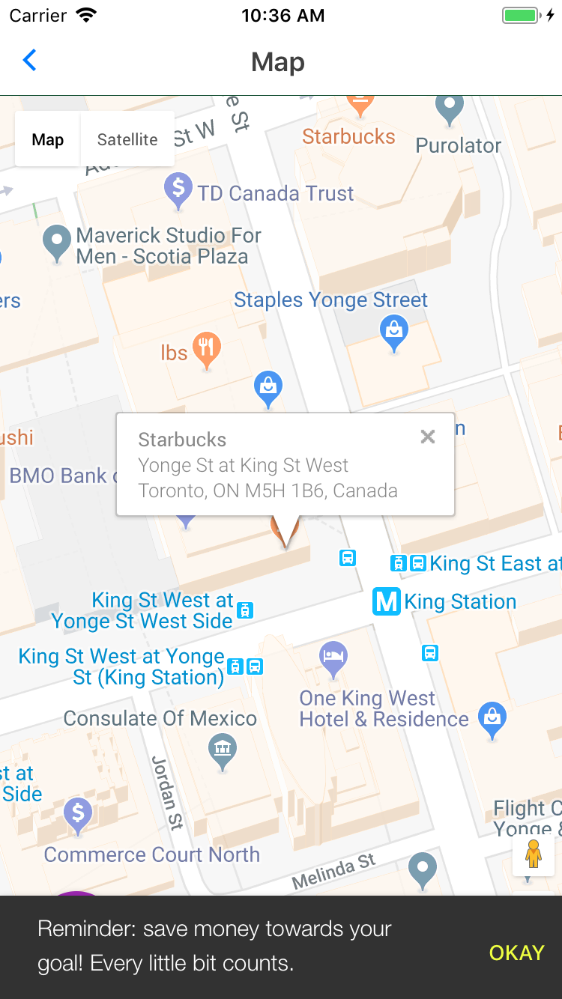 Carrier
10:36 AM
Map
Map
Satellite
St W
e St
Starbucks
Purolator
TD Canada Trust
Maverick Studio For
Men - Scotia Plaza
ers
Staples Yonge Street
lbs
ushi
n
Starbucks
Yonge St at King St West
Toronto, ON M5H 1B6, Canada
BMO Bank
King St East at
King St West at
Yonge St West Side
M King Station
King St West at Yonge
St (King Station)
One King West
Hotel & Residence
Consulate Of Mexico
st at
Side
Jordan St
Flight C
Yonge &
Commerce Court North
Melinda St
Reminder: save money towards your
goal! Every little bit counts.
OKAY